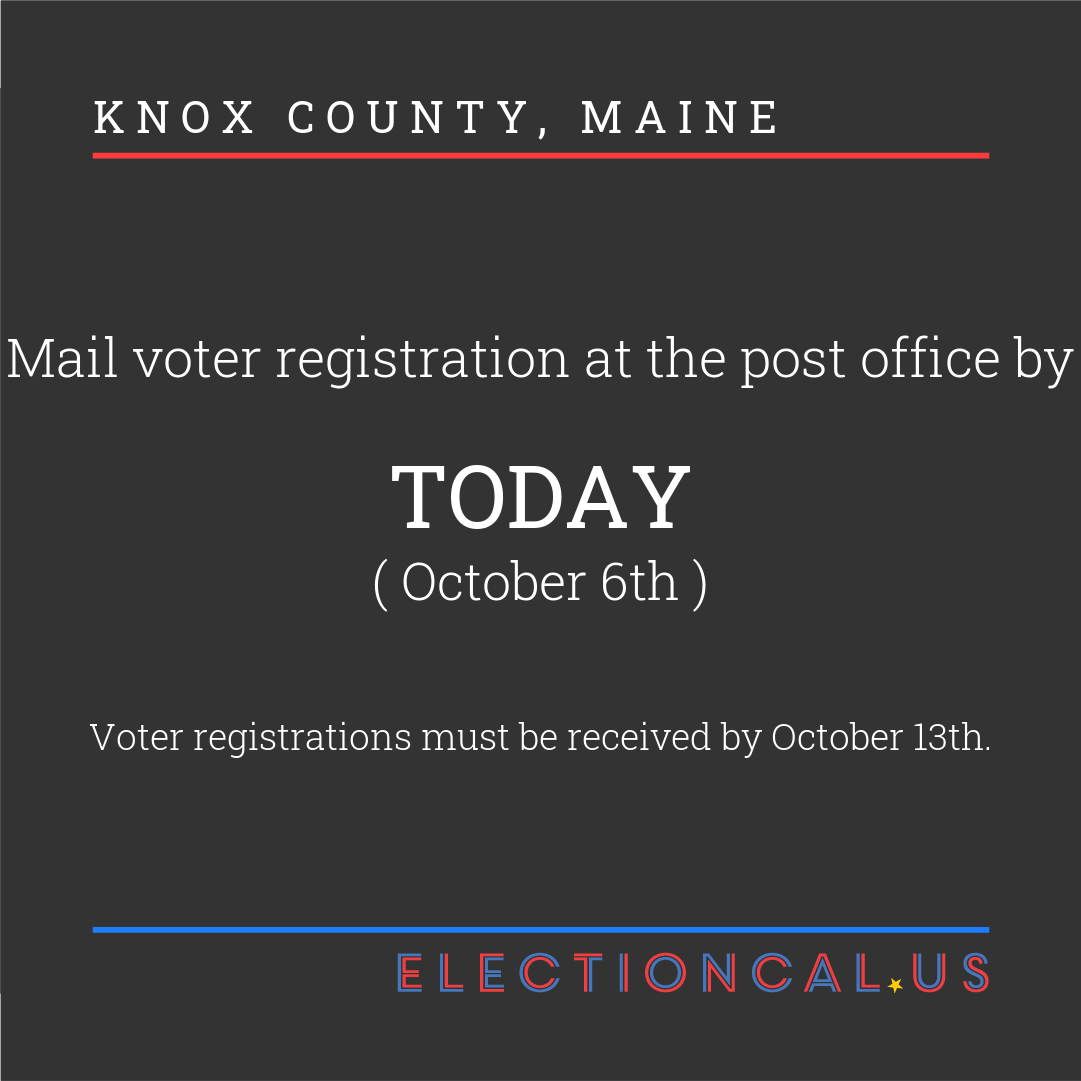 KNOX COUNTY, MAINE
Mail voter registration at the post office by
TODAY
( October 6th )
Voter registrations must be received by October 13th.
ELECTIONCAL.US